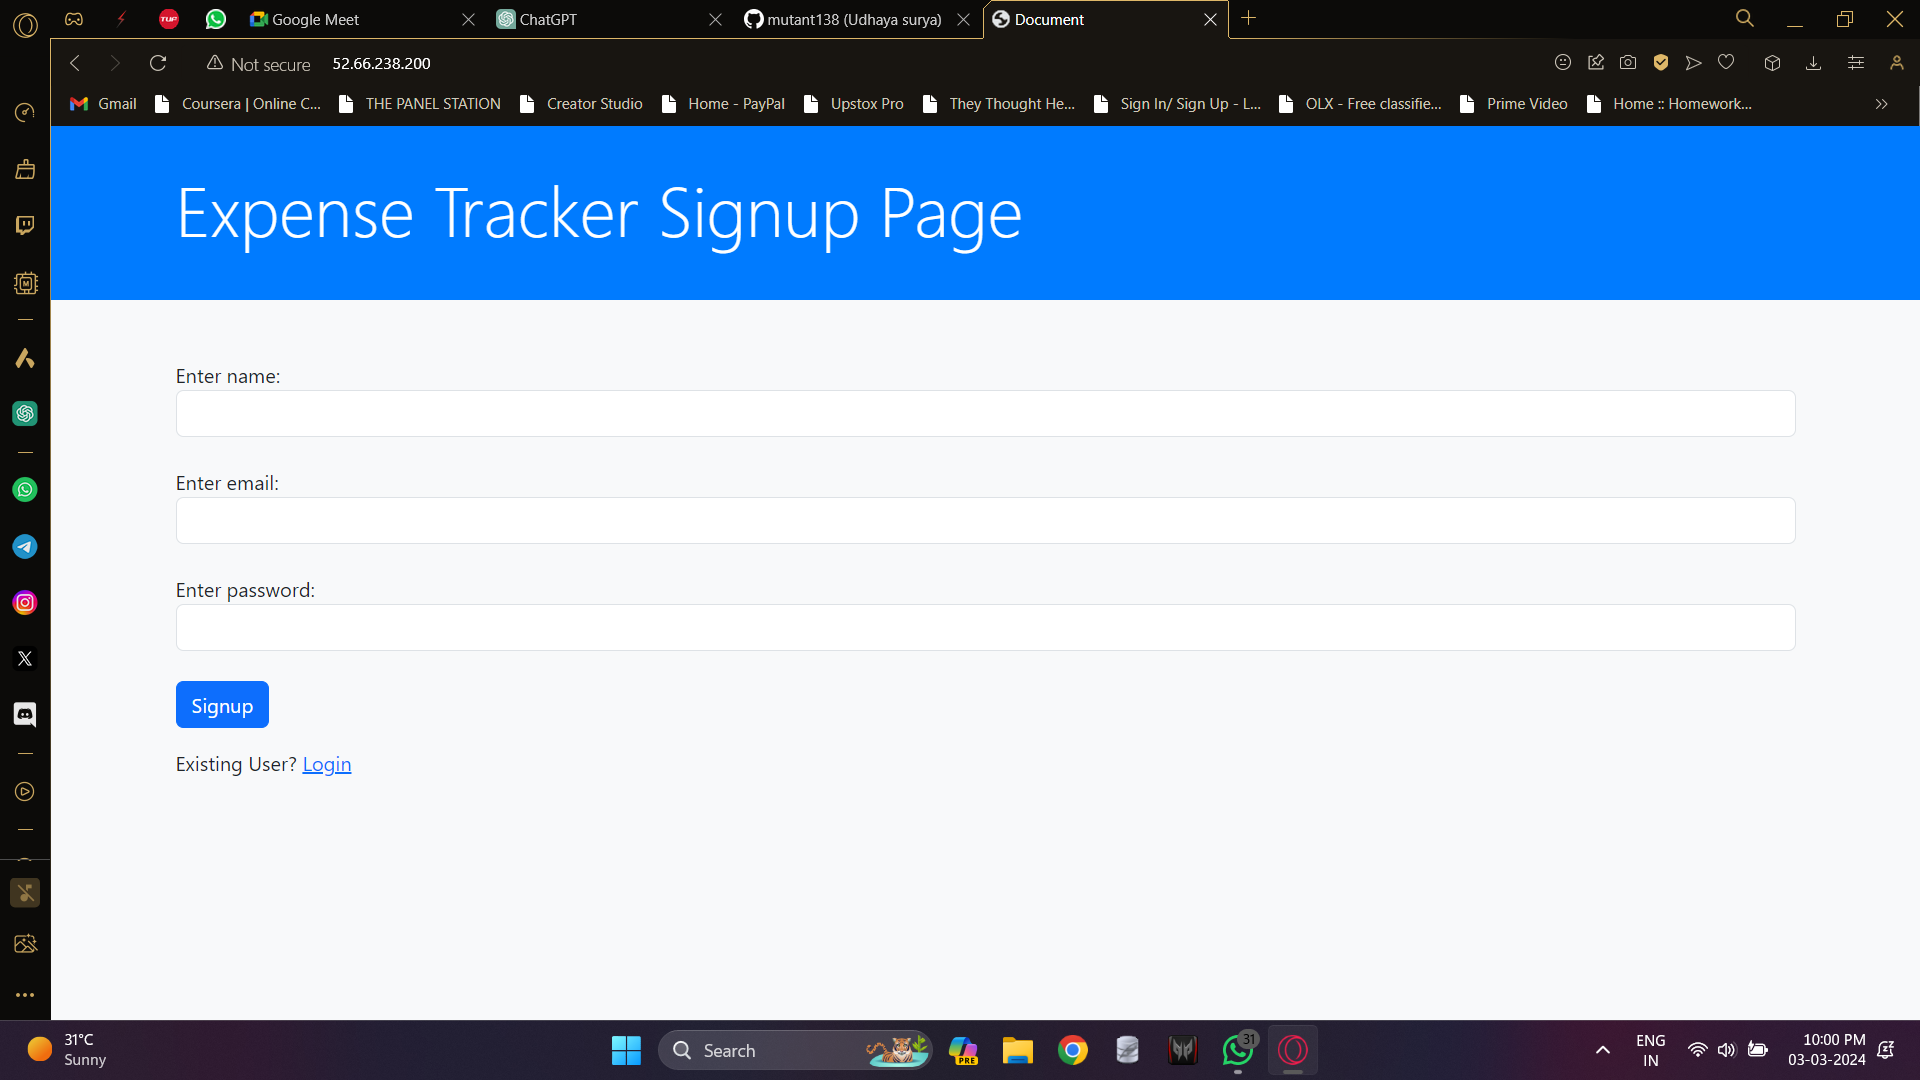 Google Meet
ChatGPT
mutant138 (Udhaya surya)
Document
Not secure
52.66.238.200
Gmail
Coursera | Online C...
THE PANEL STATION
Creator Studio
Home - PayPal
Upstox Pro
They Thought He...
Sign In/ Sign Up - L...
OLX - Free classifie...
Prime Video
Home :: Homework...
Expense Tracker Signup Page
Enter name:
Enter email:
Enter password:
Signup
Existing User? Login
31°C
Sunny
Search
PRE
31
ENG
IN
10:00 PM
03-03-2024